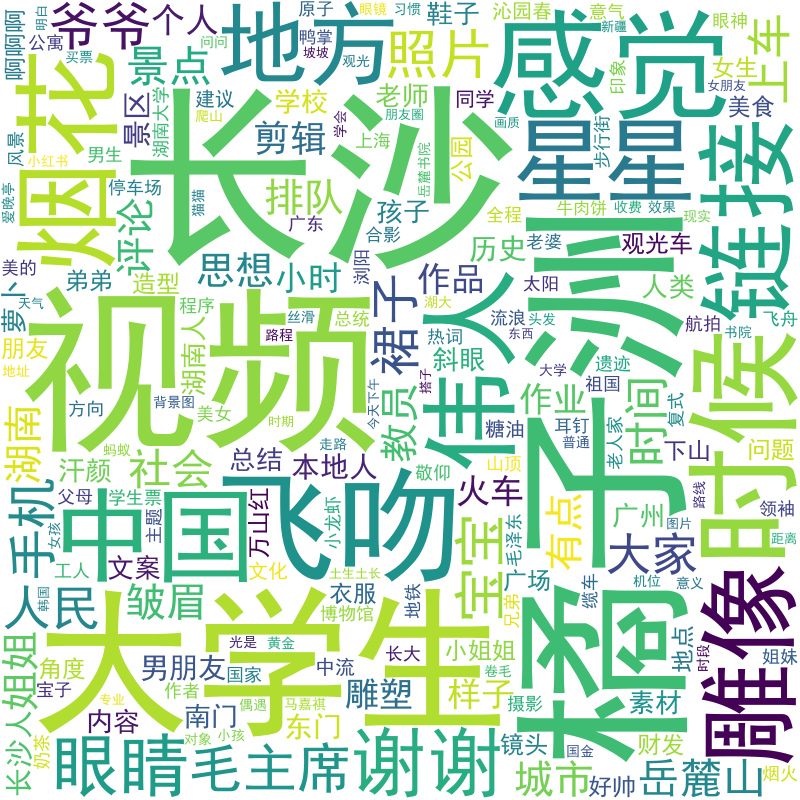 长沙
视频
大学生
橘子洲
烟花
感觉
星星
链接
时候
伟人
飞吻
中国
雕像
谢谢
地方
爷爷
个人
照片
景点
景区
鞋子
上车
啊啊啊
学校
老师
同学
剪辑
排队
评论
思想
小时
孩子
合影
历史
作品
裙子
公园
美食
女生
印象
眼神
意气
沁园春
原子
眼镜
习惯
新疆
明白
公寓
买票
问问
鸭掌
坡坡
观光
女朋友
朋友圈
画质
步行街
建议
爬山
学会
湖南大学
上海
岳麓书院
风景
小红书
男生
停车场
猫猫
爱晚亭
广东
全程
牛肉饼
收费
效果
现实
老婆
观光车
人类
太阳
航拍
飞舟
书院
美的
天气
弟弟
造型
浏阳
湖大
流浪
头发
东西
萝卜
程序
丝滑
总统
热词
朋友
地址
湖南人
路程
斜眼
遗迹
大学
祖国
方向
背景图
美女
时期
今天下午
搭子
教员
作业
耳钉
普通
老人家
时间
复式
湖南
汗颜
社会
总结
本地人
敬仰
糖油
下山
问题
蚂蚁
走路
山顶
手机
父母
学生票
万山红
小龙虾
火车
有点
广州
领袖
路线
女孩
主题
毛泽东
图片
距离
大家
工人
文案
文化
土生土长
宝宝
广场
缆车
机位
意义
人民
韩国
皱眉
衣服
博物馆
地铁
兄弟
光是
黄金
长大
卷毛
小姐姐
地点
姐妹
时段
长沙人
姐姐
角度
宝子
专业
男朋友
国家
中流
雕塑
样子
摄影
素材
作者
偶遇
马嘉祺
内容
南门
东门
镜头
财发
奶茶
对象
小孩
国金
眼睛
毛主席
城市
好帅
岳麓山
烟火